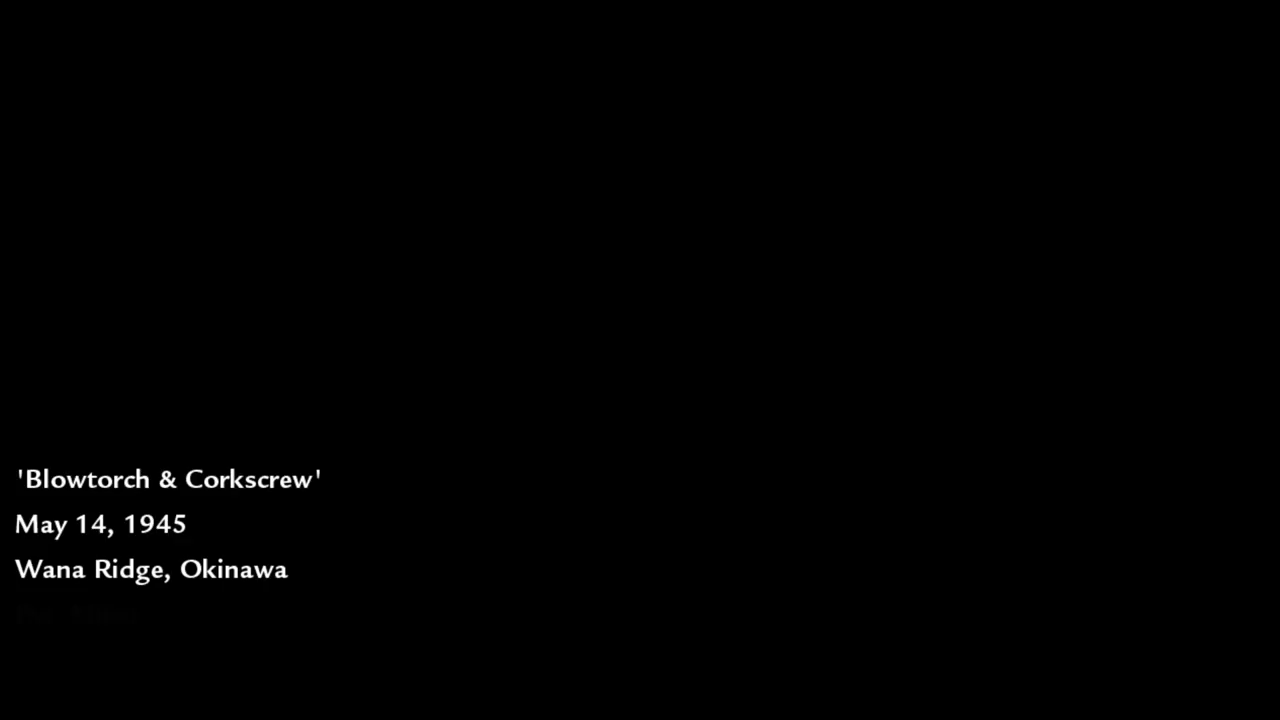 'Blowtorch & Corkscrew'
May 14, 1945
Wana Ridge, Okinawa